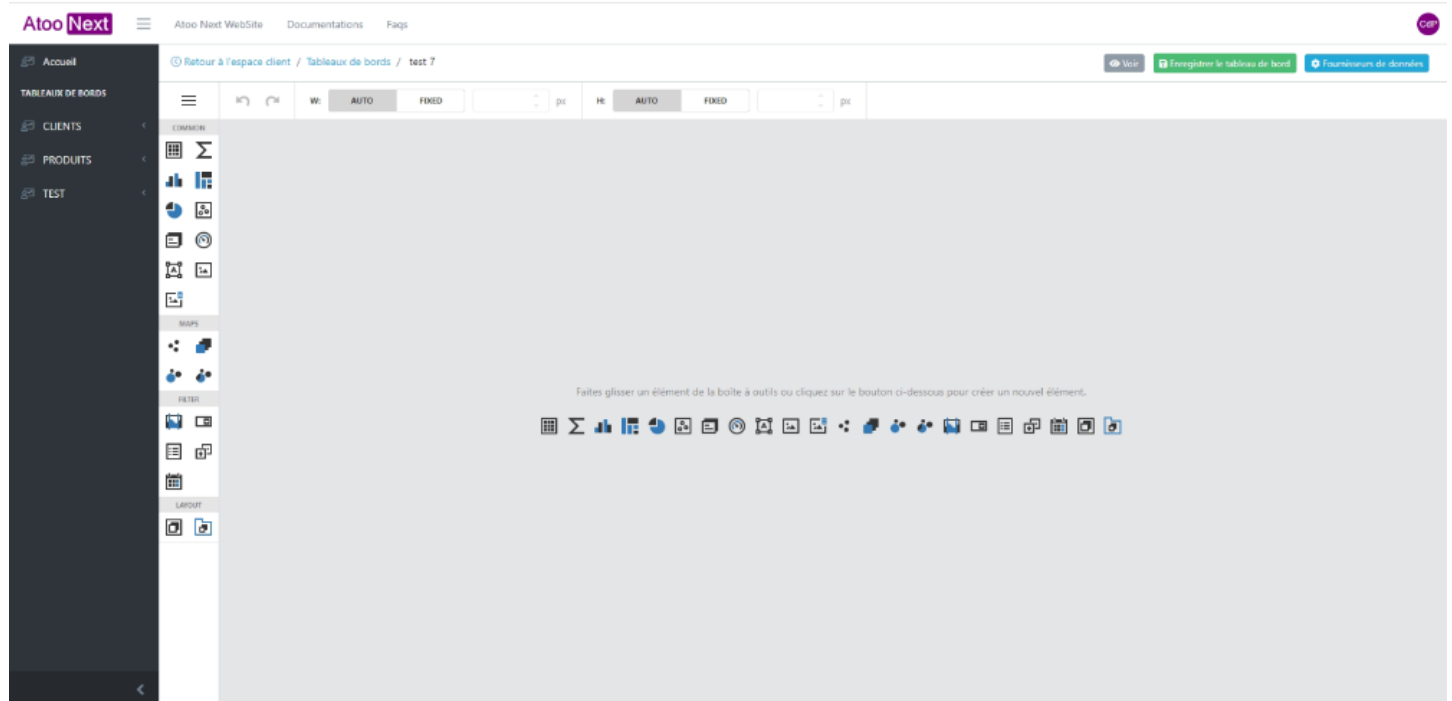 Atoo Next
Atoo Next WebSite Documentations Faqs
CdP
Accueil
Retour à l'espace client / Tableaux de bords / test 7
Voir
Enregistrer le tableau de bord
Fournisseurs de données
TABLEAUX DE BORDS
W: AUTO FIXED px H: AUTO FIXED px
CLIENTS
PRODUITS
TEST
COMMON
MAPS
FILTER
LAYOUT
Faites glisser un élément de la boîte à outils ou cliquez sur le bouton ci-dessous pour créer un nouvel élément.